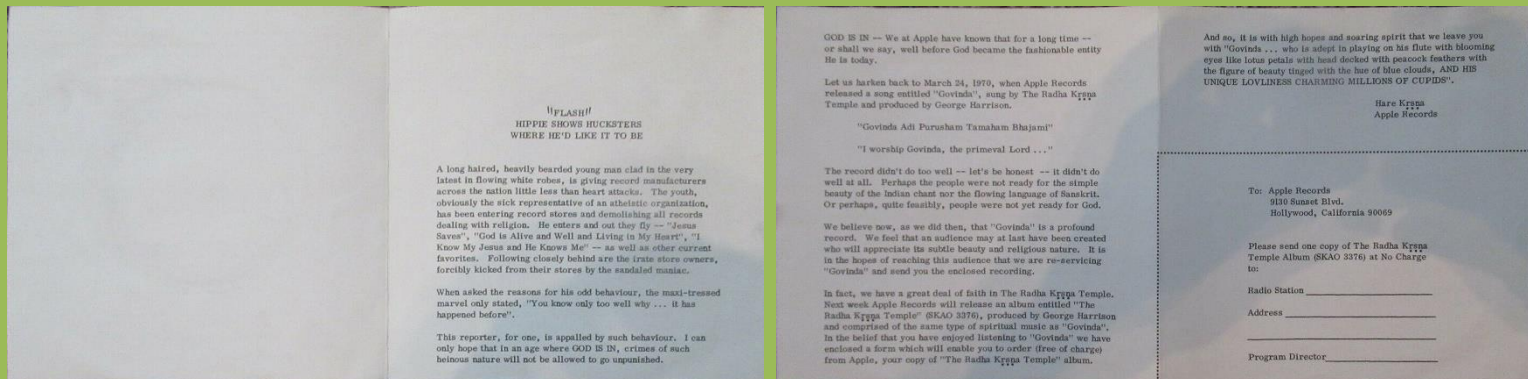 "FLASH"
HIPPIE SHOWS HUCKSTERS
WHERE HE'D LIKE IT TO BE
A long haired, heavily bearded young man clad in the very
latest in flowing white robes, is giving record manufacturers
across the nation little less than heart attacks. The youth,
obviously the sick representative of an atheistic organization,
has been entering record stores and demolishing all records
dealing with religion. He enters and out they fly -- "Jesus
Saves", "God is Alive and Well and Living in My Heart", "I
Know My Jesus and He Knows Me" -- as well as other current
favorites. Following closely behind are the irate store owners,
forcibly kicked from their stores by the sandaled maniac.
When asked the reasons for his odd behaviour, the maxi-tressed
marvel only stated, "You know only too well why ... it has
happened before".
This reporter, for one, is appalled by such behaviour. I can
only hope that in an age where GOD IS IN, crimes of such
heinous nature will not be allowed to go unpunished.
GOD IS IN -- We at Apple have known that for a long time --
or shall we say, well before God became the fashionable entity
He is today.
Let us harken back to March 24, 1970, when Apple Records
released a song entitled "Govinda", sung by The Radha Kṛṣṇa
Temple and produced by George Harrison.
"Govinda Adi Purusham Tamaham Bhajami"
"I worship Govinda, the primeval Lord ..."
The record didn't do too well -- let's be honest -- it didn't do
well at all. Perhaps the people were not ready for the simple
beauty of the Indian chant nor the flowing language of Sanskrit.
Or perhaps, quite feasibly, people were not yet ready for God.
We believe now, as we did then, that "Govinda" is a profound
record. We feel that an audience may at last have been created
who will appreciate its subtle beauty and religious nature. It is
in the hopes of reaching this audience that we are re-servicing
"Govinda" and send you the enclosed recording.
In fact, we have a great deal of faith in The Radha Kṛṣṇa Temple.
Next week Apple Records will release an album entitled "The
Radha Kṛṣṇa Temple" (SKAO 3376), produced by George Harrison
and comprised of the same type of spiritual music as "Govinda".
In the belief that you have enjoyed listening to "Govinda" we have
enclosed a form which will enable you to order (free of charge)
from Apple, your copy of "The Radha Kṛṣṇa Temple" album.
And so, it is with high hopes and soaring spirit that we leave you
with "Govinda ... who is adept in playing on his flute with blooming
eyes like lotus petals with head decked with peacock feathers with
the figure of beauty tinged with the hue of blue clouds, AND HIS
UNIQUE LOVLINESS CHARMING MILLIONS OF CUPIDS".
Hare Kṛṣṇa
Apple Records
To: Apple Records
9130 Sunset Blvd.
Hollywood, California 90069
Please send one copy of The Radha Kṛṣṇa
Temple Album (SKAO 3376) at No Charge
to:
Radio Station
Address
Program Director